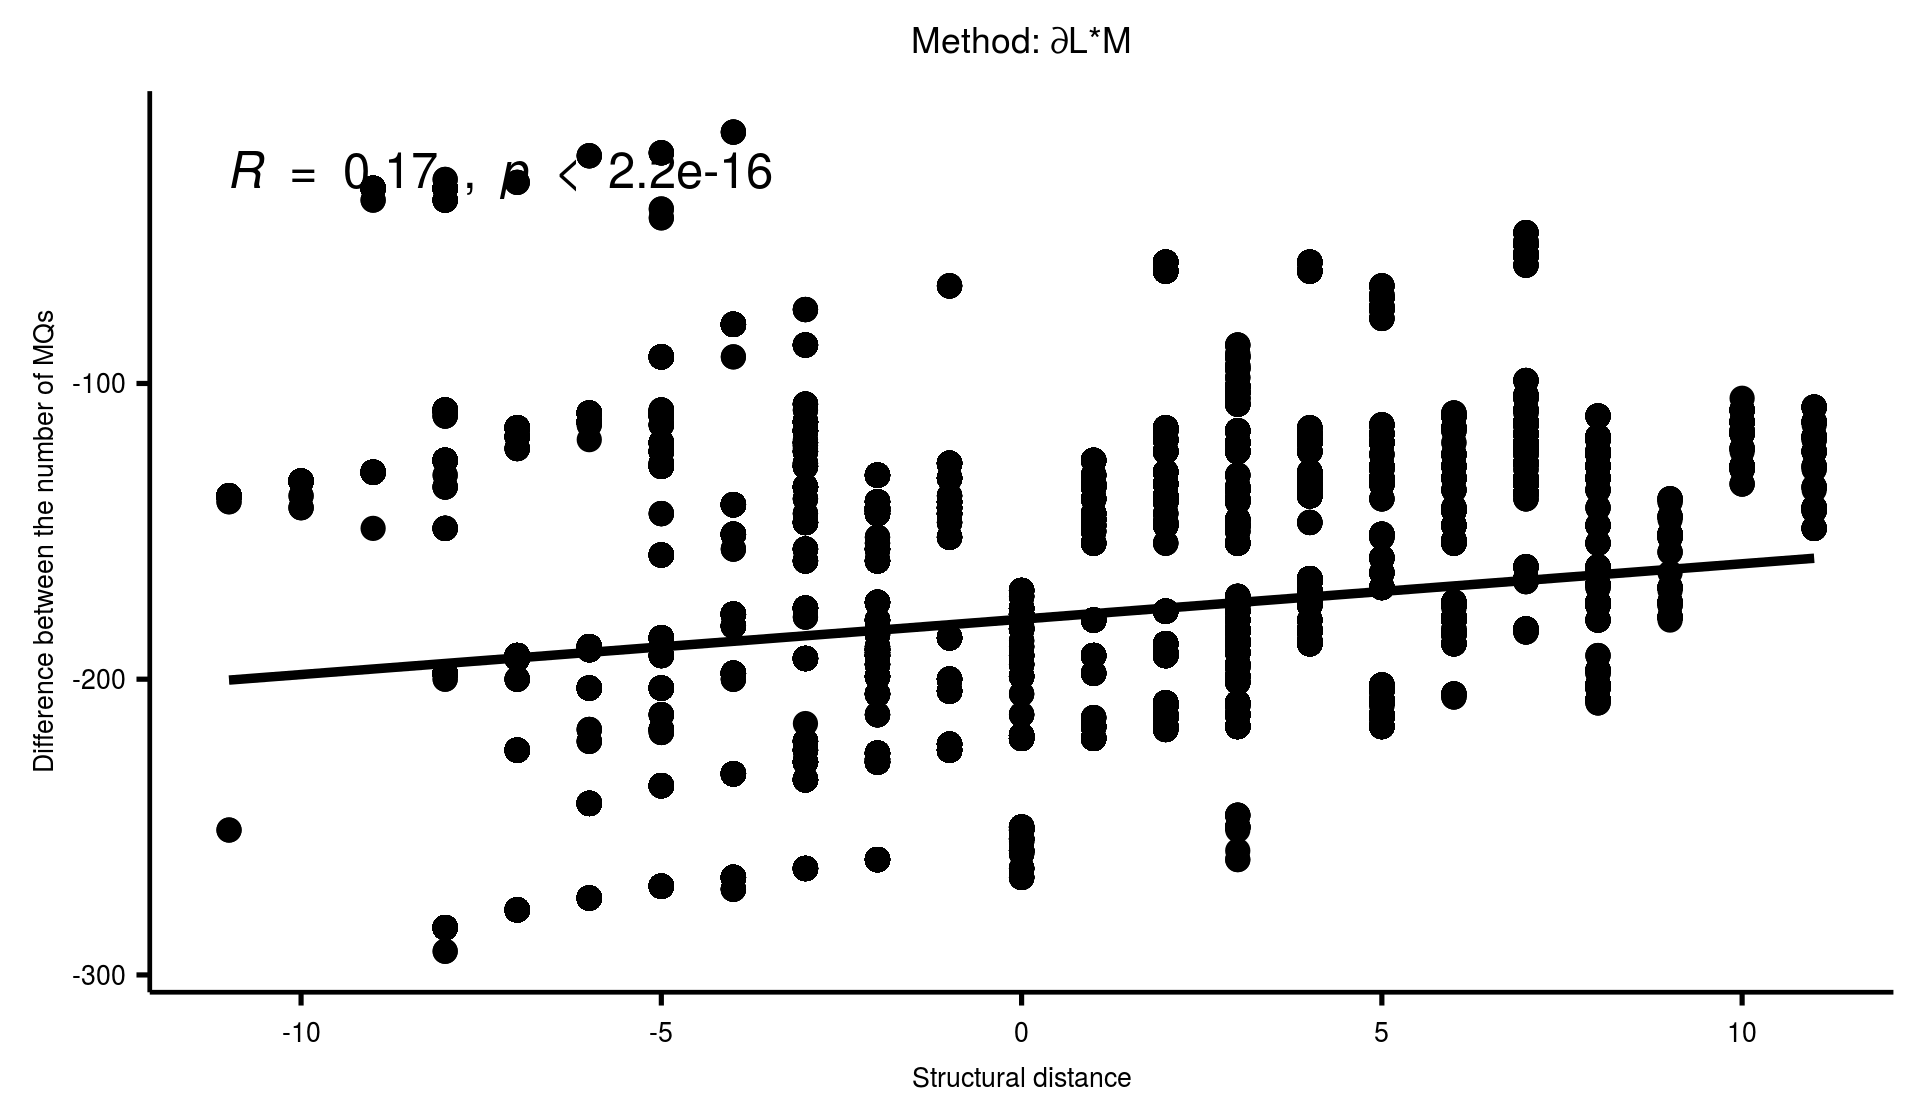 Method: ∂L*M
R = 0.17, p < 2.2e-16
Difference between the number of MQs
-100
-200
-300
-10
-5
0
5
10
Structural distance